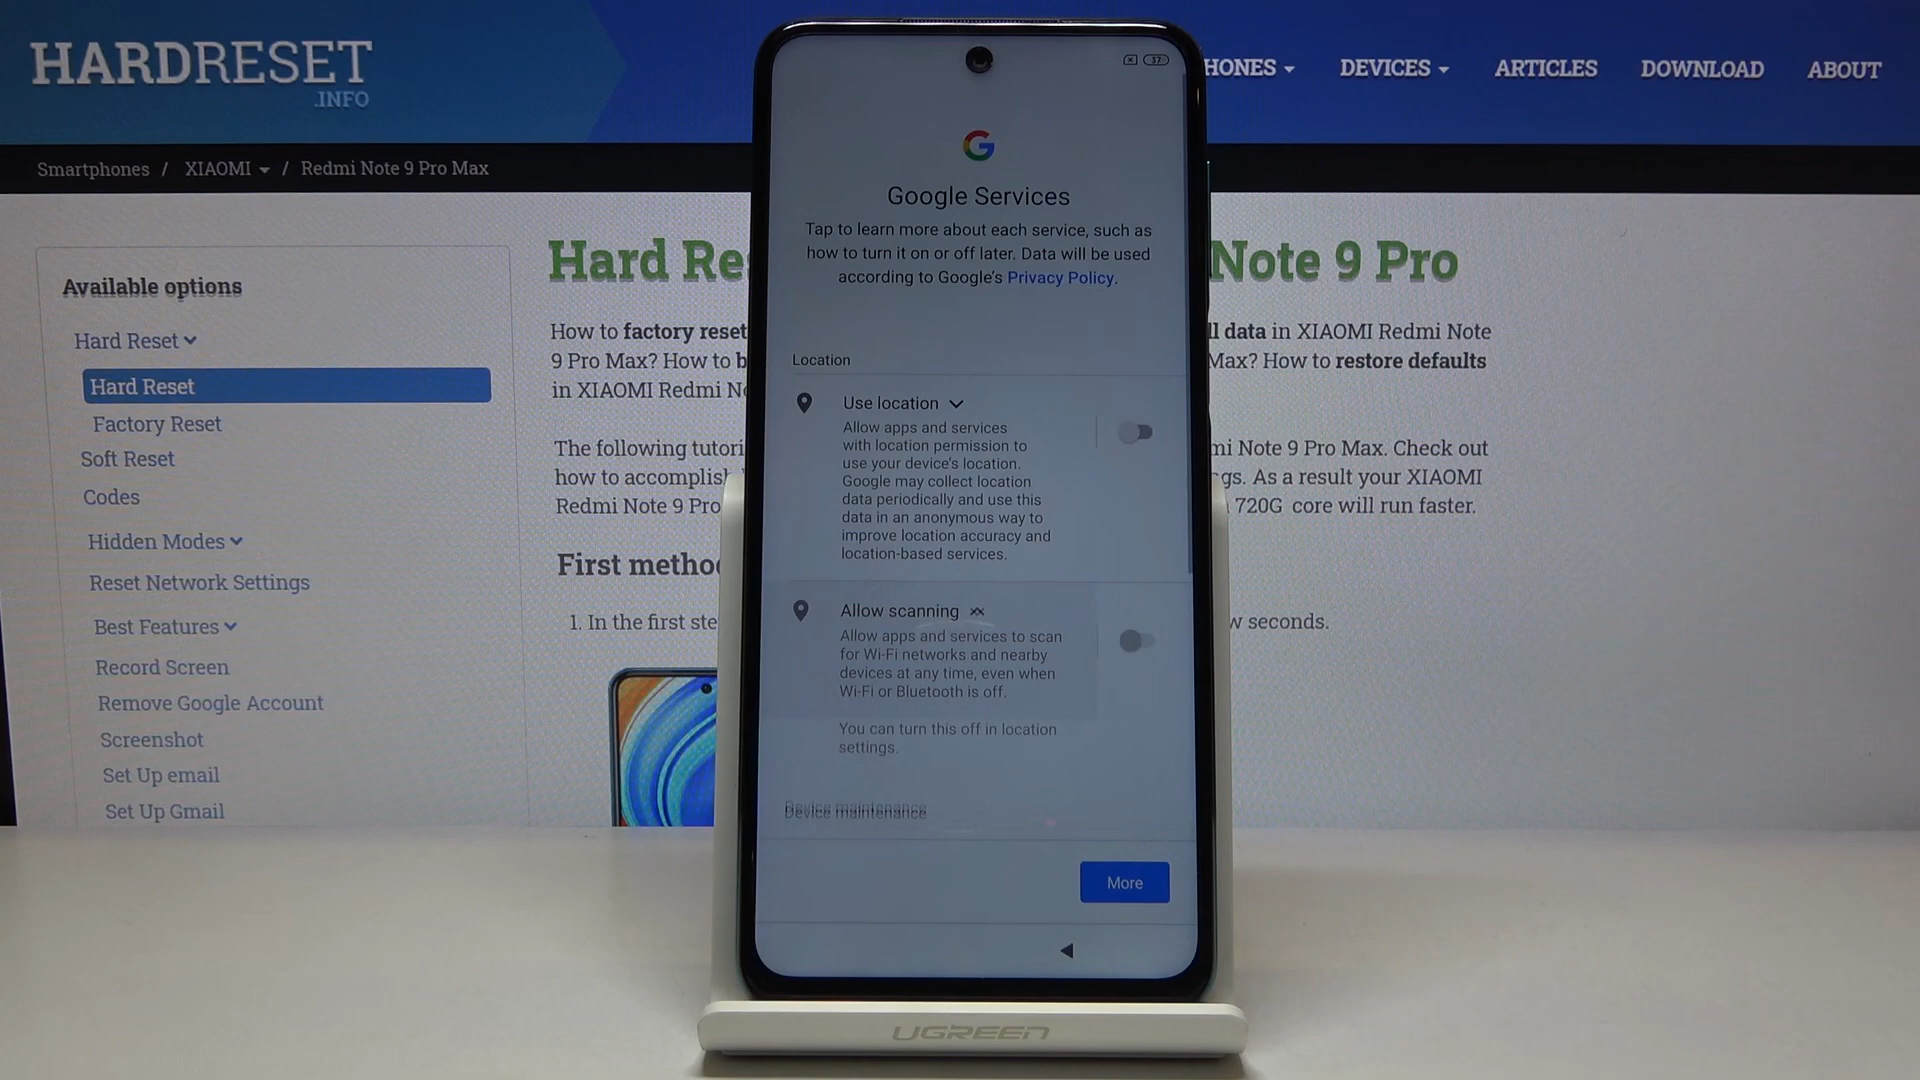 HARDRESET
.INFO
HONES
DEVICES
ARTICLES
DOWNLOAD
ABOUT
Smartphones / XIAOMI / Redmi Note 9 Pro Max
Available options
Hard Reset
Hard Reset
Factory Reset
Soft Reset
Codes
Hidden Modes
Reset Network Settings
Best Features
Record Screen
Remove Google Account
Screenshot
Set Up email
Set Up Gmail
Hard Re
Note 9 Pro
How to factory reset
ll data in XIAOMI Redmi Note
9 Pro Max? How to b
Max? How to restore defaults
in XIAOMI Redmi
The following tutori
mi Note 9 Pro Max. Check out
how to accomplis
gs. As a result your XIAOMI
Redmi Note 9 Pro
720G core will run faster.
First metho
1. In the first ste
w seconds.
37
G
Google Services
Tap to learn more about each service, such as
how to turn it on or off later. Data will be used
according to Google's Privacy Policy.
Location
Use location
Allow apps and services
with location permission to
use your device's location.
Google may collect location
data periodically and use this
data in an anonymous way to
improve location accuracy and
location-based services.
Allow scanning
Allow apps and services to scan
for Wi-Fi networks and nearby
devices at any time, even when
Wi-Fi or Bluetooth is off.
You can turn this off in location
settings.
Device maintenance
More
UGREEN